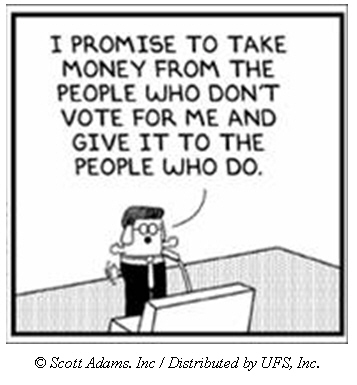 I PROMISE TO TAKE
MONEY FROM THE
PEOPLE WHO DON'T
VOTE FOR ME AND
GIVE IT TO THE
PEOPLE WHO DO.
© Scott Adams. Inc / Distributed by UFS, Inc.